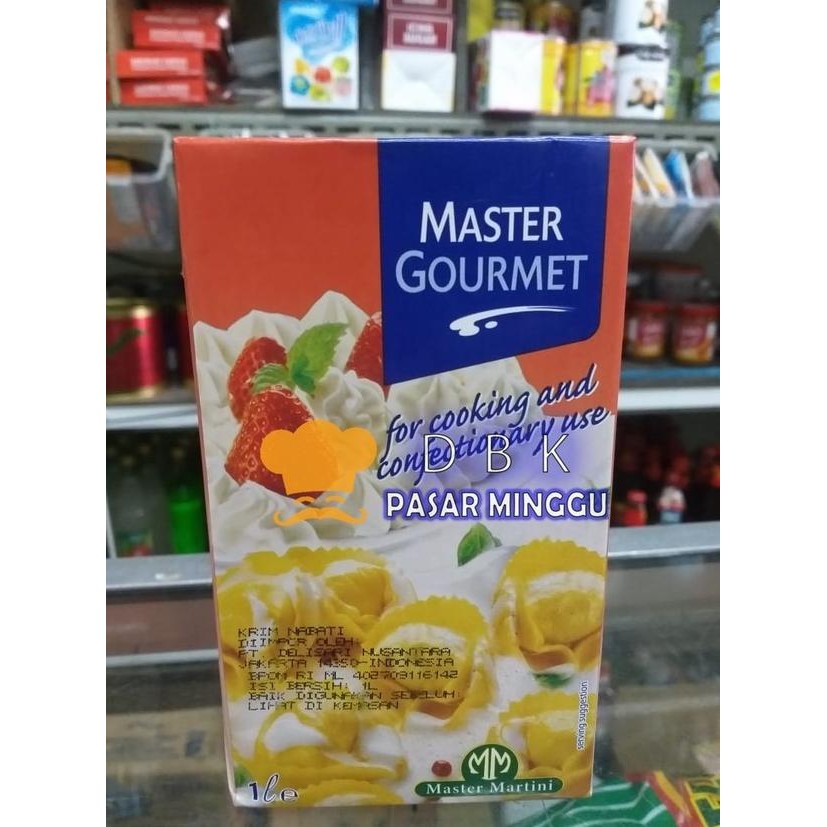 MASTER
GOURMET
for cooking and
confectionary use
DBK
PASAR MINGGU
KRIM NABATI
DIIMPOR OLEH:
PT. DELISARI NUSANTARA
JAKARTA 14350-INDONESIA
BPOM RI ML 402709116142
ISI BERSIH: 1L
BAIK DIGUNAKAN SEBELUM:
LIHAT DI KEMASAN
serving suggestion
MM
Master Martini
1le